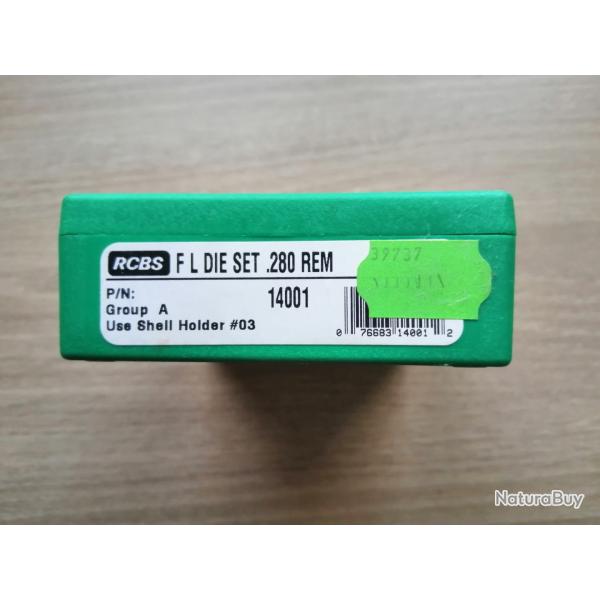 RCBS F L DIE SET .280 REM
39737
P/N: 14001
Group A
Use Shell Holder #03
0 76683 14001 2
NaturaBuy